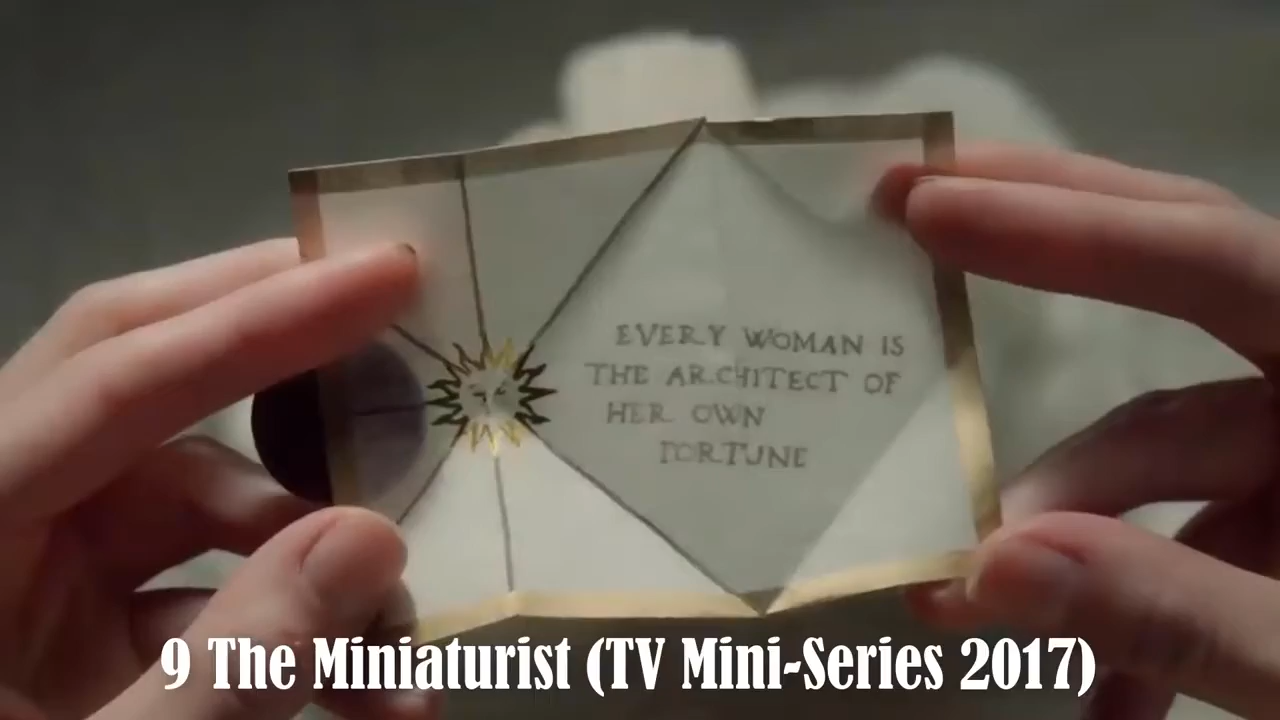 EVERY WOMAN IS
THE ARCHITECT OF
HER OWN
FORTUNE
9 The Miniaturist (TV Mini-Series 2017)